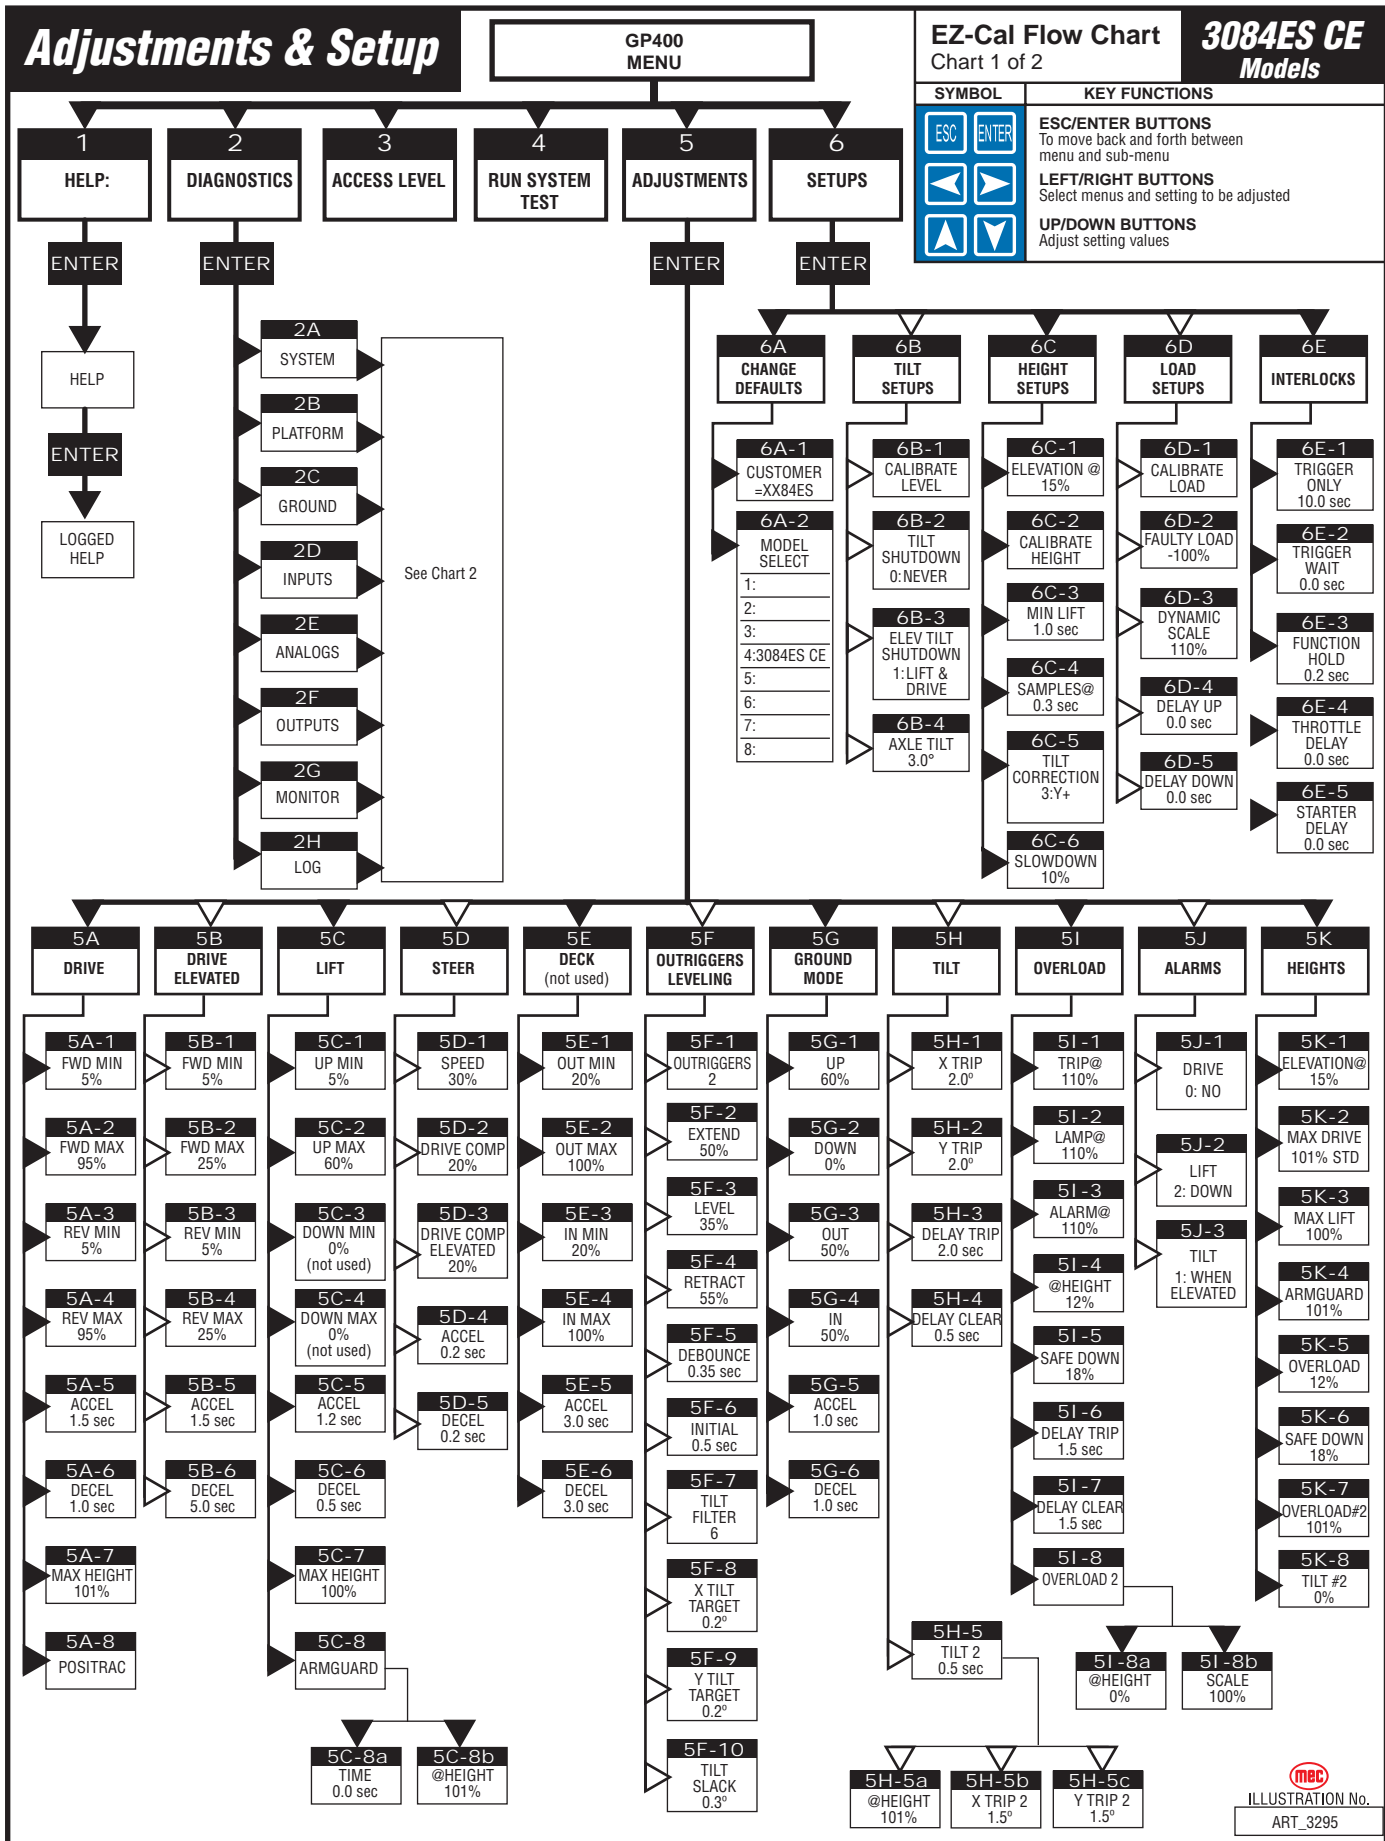 Adjustments & Setup
GP400
MENU
EZ-Cal Flow Chart
Chart 1 of 2
3084ES CE
Models
SYMBOL
KEY FUNCTIONS
ESC
ENTER
ESC/ENTER BUTTONS
To move back and forth between
menu and sub-menu
LEFT/RIGHT BUTTONS
Select menus and setting to be adjusted
UP/DOWN BUTTONS
Adjust setting values
1
HELP:
2
DIAGNOSTICS
3
ACCESS LEVEL
4
RUN SYSTEM
TEST
5
ADJUSTMENTS
6
SETUPS
ENTER
ENTER
ENTER
ENTER
HELP
ENTER
LOGGED
HELP
2A
SYSTEM
2B
PLATFORM
2C
GROUND
2D
INPUTS
2E
ANALOGS
2F
OUTPUTS
2G
MONITOR
2H
LOG
See Chart 2
6A
CHANGE
DEFAULTS
6A-1
CUSTOMER
=XX84ES
6A-2
MODEL
SELECT
1:
2:
3:
4:3084ES CE
5:
6:
7:
8:
6B
TILT
SETUPS
6B-1
CALIBRATE
LEVEL
6B-2
TILT
SHUTDOWN
0:NEVER
6B-3
ELEV TILT
SHUTDOWN
1:LIFT &
DRIVE
6B-4
AXLE TILT
3.0º
6C
HEIGHT
SETUPS
6C-1
ELEVATION @
15%
6C-2
CALIBRATE
HEIGHT
6C-3
MIN LIFT
1.0 sec
6C-4
SAMPLES@
0.3 sec
6C-5
TILT
CORRECTION
3:Y+
6C-6
SLOWDOWN
10%
6D
LOAD
SETUPS
6D-1
CALIBRATE
LOAD
6D-2
FAULTY LOAD
-100%
6D-3
DYNAMIC
SCALE
110%
6D-4
DELAY UP
0.0 sec
6D-5
DELAY DOWN
0.0 sec
6E
INTERLOCKS
6E-1
TRIGGER
ONLY
10.0 sec
6E-2
TRIGGER
WAIT
0.0 sec
6E-3
FUNCTION
HOLD
0.2 sec
6E-4
THROTTLE
DELAY
0.0 sec
6E-5
STARTER
DELAY
0.0 sec
5A
DRIVE
5A-1
FWD MIN
5%
5A-2
FWD MAX
95%
5A-3
REV MIN
5%
5A-4
REV MAX
95%
5A-5
ACCEL
1.5 sec
5A-6
DECEL
1.0 sec
5A-7
MAX HEIGHT
101%
5A-8
POSITRAC
5B
DRIVE
ELEVATED
5B-1
FWD MIN
5%
5B-2
FWD MAX
25%
5B-3
REV MIN
5%
5B-4
REV MAX
25%
5B-5
ACCEL
1.5 sec
5B-6
DECEL
5.0 sec
5C
LIFT
5C-1
UP MIN
5%
5C-2
UP MAX
60%
5C-3
DOWN MIN
0%
(not used)
5C-4
DOWN MAX
0%
(not used)
5C-5
ACCEL
1.2 sec
5C-6
DECEL
0.5 sec
5C-7
MAX HEIGHT
100%
5C-8
ARMGUARD
5C-8a
TIME
0.0 sec
5C-8b
@HEIGHT
101%
5D
STEER
5D-1
SPEED
30%
5D-2
DRIVE COMP
20%
5D-3
DRIVE COMP
ELEVATED
20%
5D-4
ACCEL
0.2 sec
5D-5
DECEL
0.2 sec
5E
DECK
(not used)
5E-1
OUT MIN
20%
5E-2
OUT MAX
100%
5E-3
IN MIN
20%
5E-4
IN MAX
100%
5E-5
ACCEL
3.0 sec
5E-6
DECEL
3.0 sec
5F
OUTRIGGERS
LEVELING
5F-1
OUTRIGGERS
2
5F-2
EXTEND
50%
5F-3
LEVEL
35%
5F-4
RETRACT
55%
5F-5
DEBOUNCE
0.35 sec
5F-6
INITIAL
0.5 sec
5F-7
TILT
FILTER
6
5F-8
X TILT
TARGET
0.2º
5F-9
Y TILT
TARGET
0.2º
5F-10
TILT
SLACK
0.3º
5G
GROUND
MODE
5G-1
UP
60%
5G-2
DOWN
0%
5G-3
OUT
50%
5G-4
IN
50%
5G-5
ACCEL
1.0 sec
5G-6
DECEL
1.0 sec
5H
TILT
5H-1
X TRIP
2.0º
5H-2
Y TRIP
2.0º
5H-3
DELAY TRIP
2.0 sec
5H-4
DELAY CLEAR
0.5 sec
5H-5
TILT 2
0.5 sec
5H-5a
@HEIGHT
101%
5H-5b
X TRIP 2
1.5º
5H-5c
Y TRIP 2
1.5º
5I
OVERLOAD
5I-1
TRIP@
110%
5I-2
LAMP@
110%
5I-3
ALARM@
110%
5I-4
@HEIGHT
12%
5I-5
SAFE DOWN
18%
5I-6
DELAY TRIP
1.5 sec
5I-7
DELAY CLEAR
1.5 sec
5I-8
OVERLOAD 2
5I-8a
@HEIGHT
0%
5I-8b
SCALE
100%
5J
ALARMS
5J-1
DRIVE
0: NO
5J-2
LIFT
2: DOWN
5J-3
TILT
1: WHEN
ELEVATED
5K
HEIGHTS
5K-1
ELEVATION@
15%
5K-2
MAX DRIVE
101% STD
5K-3
MAX LIFT
100%
5K-4
ARMGUARD
101%
5K-5
OVERLOAD
12%
5K-6
SAFE DOWN
18%
5K-7
OVERLOAD#2
101%
5K-8
TILT #2
0%
mec
ILLUSTRATION No.
ART_3295